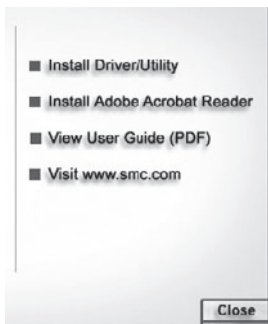 Install Driver/Utility
Install Adobe Acrobat Reader
View User Guide (PDF)
Visit www.smc.com
Close